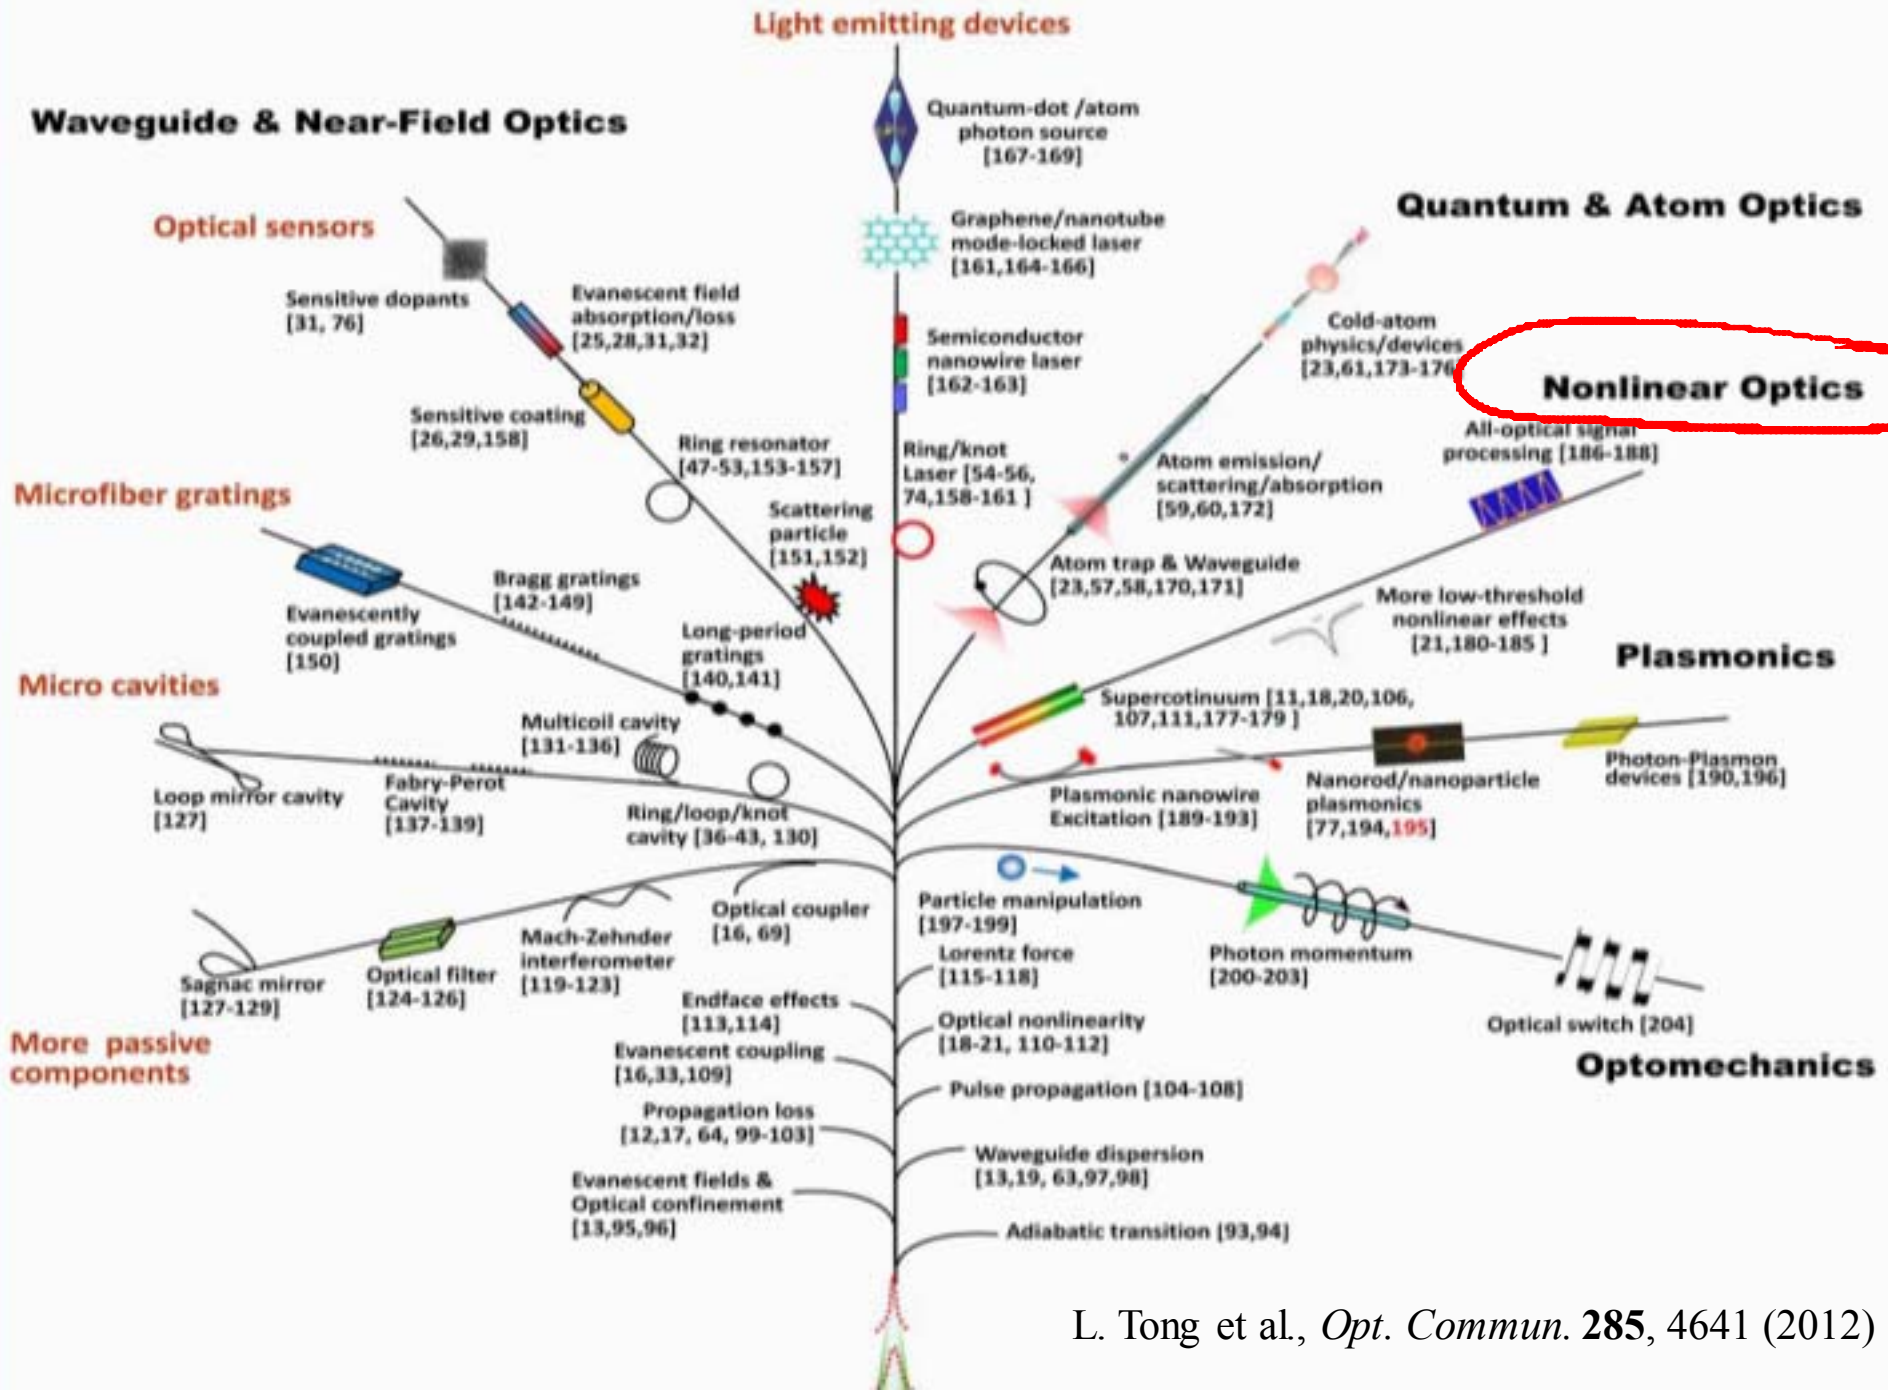 Light emitting devices
Waveguide & Near-Field Optics
Quantum-dot /atom
photon source
[167-169]
Graphene/nanotube
mode-locked laser
[161,164-166]
Semiconductor
nanowire laser
[162-163]
Ring/knot
Laser [54-56,
74,158-161 ]
Optical sensors
Sensitive dopants
[31, 76]
Evanescent field
absorption/loss
[25,28,31,32]
Sensitive coating
[26,29,158]
Ring resonator
[47-53,153-157]
Scattering
particle
[151,152]
Microfiber gratings
Evanescently
coupled gratings
[150]
Bragg gratings
[142-149]
Long-period
gratings
[140,141]
Micro cavities
Loop mirror cavity
[127]
Fabry-Perot
Cavity
[137-139]
Multicoil cavity
[131-136]
Ring/loop/knot
cavity [36-43, 130]
Sagnac mirror
[127-129]
Optical filter
[124-126]
Mach-Zehnder
interferometer
[119-123]
Optical coupler
[16, 69]
More passive
components
Quantum & Atom Optics
Cold-atom
physics/devices
[23,61,173-176]
Atom emission/
scattering/absorption
[59,60,172]
Atom trap & Waveguide
[23,57,58,170,171]
Nonlinear Optics
All-optical signal
processing [186-188]
More low-threshold
nonlinear effects
[21,180-185 ]
Supercotinuum [11,18,20,106,
107,111,177-179 ]
Plasmonics
Plasmonic nanowire
Excitation [189-193]
Nanorod/nanoparticle
plasmonics
[77,194,195]
Photon-Plasmon
devices [190,196]
Particle manipulation
[197-199]
Photon momentum
[200-203]
Optical switch [204]
Optomechanics
Endface effects
[113,114]
Evanescent coupling
[16,33,109]
Propagation loss
[12,17, 64, 99-103]
Evanescent fields &
Optical confinement
[13,95,96]
Lorentz force
[115-118]
Optical nonlinearity
[18-21, 110-112]
Pulse propagation [104-108]
Waveguide dispersion
[13,19, 63,97,98]
Adiabatic transition [93,94]
L. Tong et al., Opt. Commun. 285, 4641 (2012)